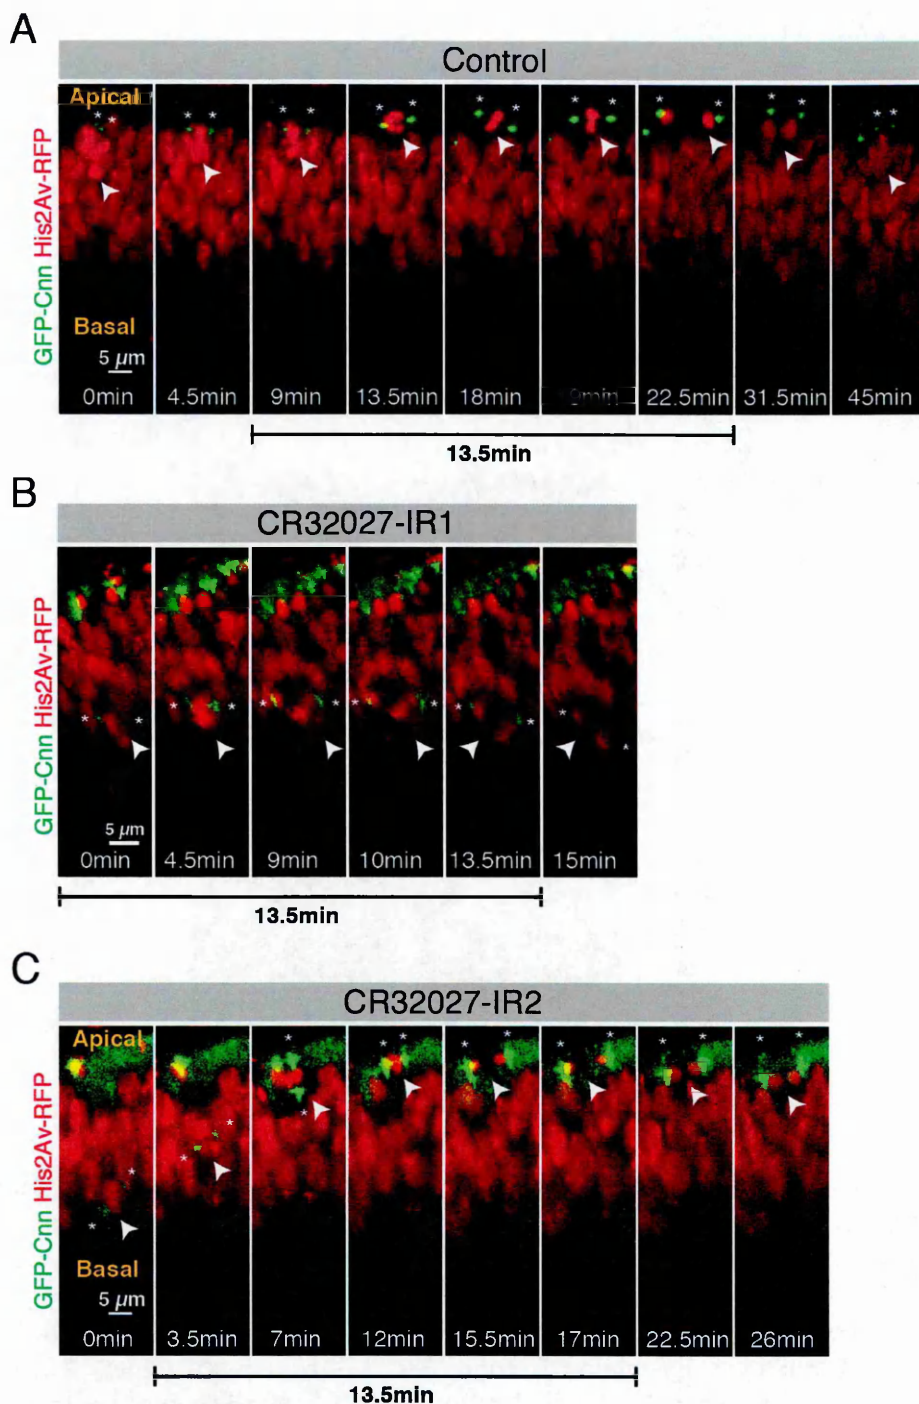 A
Control
GFP-Cnn His2Av-RFP
Apical
Basal
5 µm
0min 4.5min 9min 13.5min 18min 22.5min 31.5min 45min
13.5min
B
CR32027-IR1
GFP-Cnn His2Av-RFP
5 µm
0min 4.5min 9min 10min 13.5min 15min
13.5min
C
CR32027-IR2
GFP-Cnn His2Av-RFP
Apical
Basal
5 µm
0min 3.5min 7min 12min 15.5min 17min 22.5min 26min
13.5min